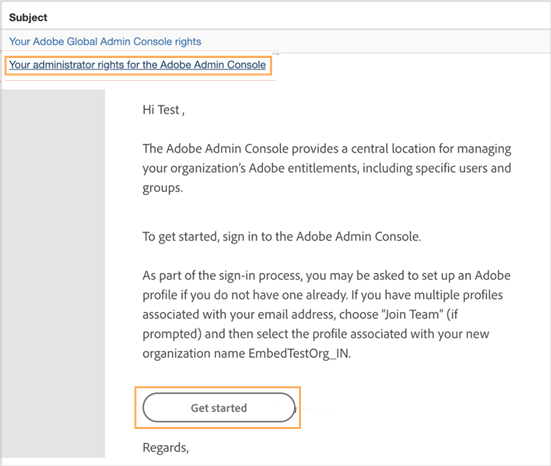 Subject
Your Adobe Global Admin Console rights
Your administrator rights for the Adobe Admin Console
Hi Test ,
The Adobe Admin Console provides a central location for managing
your organization's Adobe entitlements, including specific users and
groups.
To get started, sign in to the Adobe Admin Console.
As part of the sign-in process, you may be asked to set up an Adobe
profile if you do not have one already. If you have multiple profiles
associated with your email address, choose "Join Team" (if
prompted) and then select the profile associated with your new
organization name EmbedTestOrg_IN.
Get started
Regards,